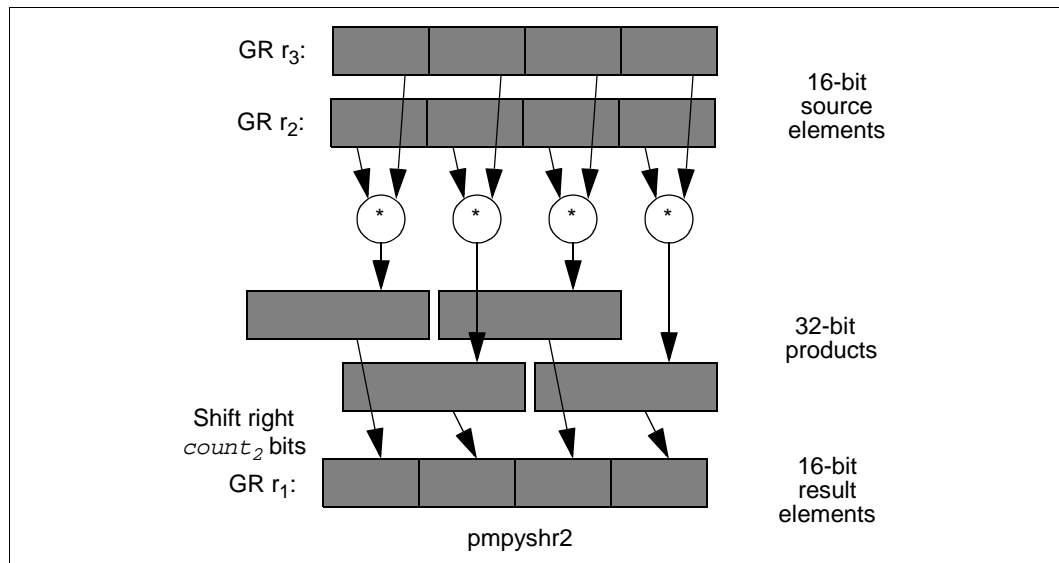 GR r3:
16-bit
source
elements
GR r2:
* * * *
32-bit
products
Shift right
count2 bits
GR r1:
16-bit
result
elements
pmpyshr2